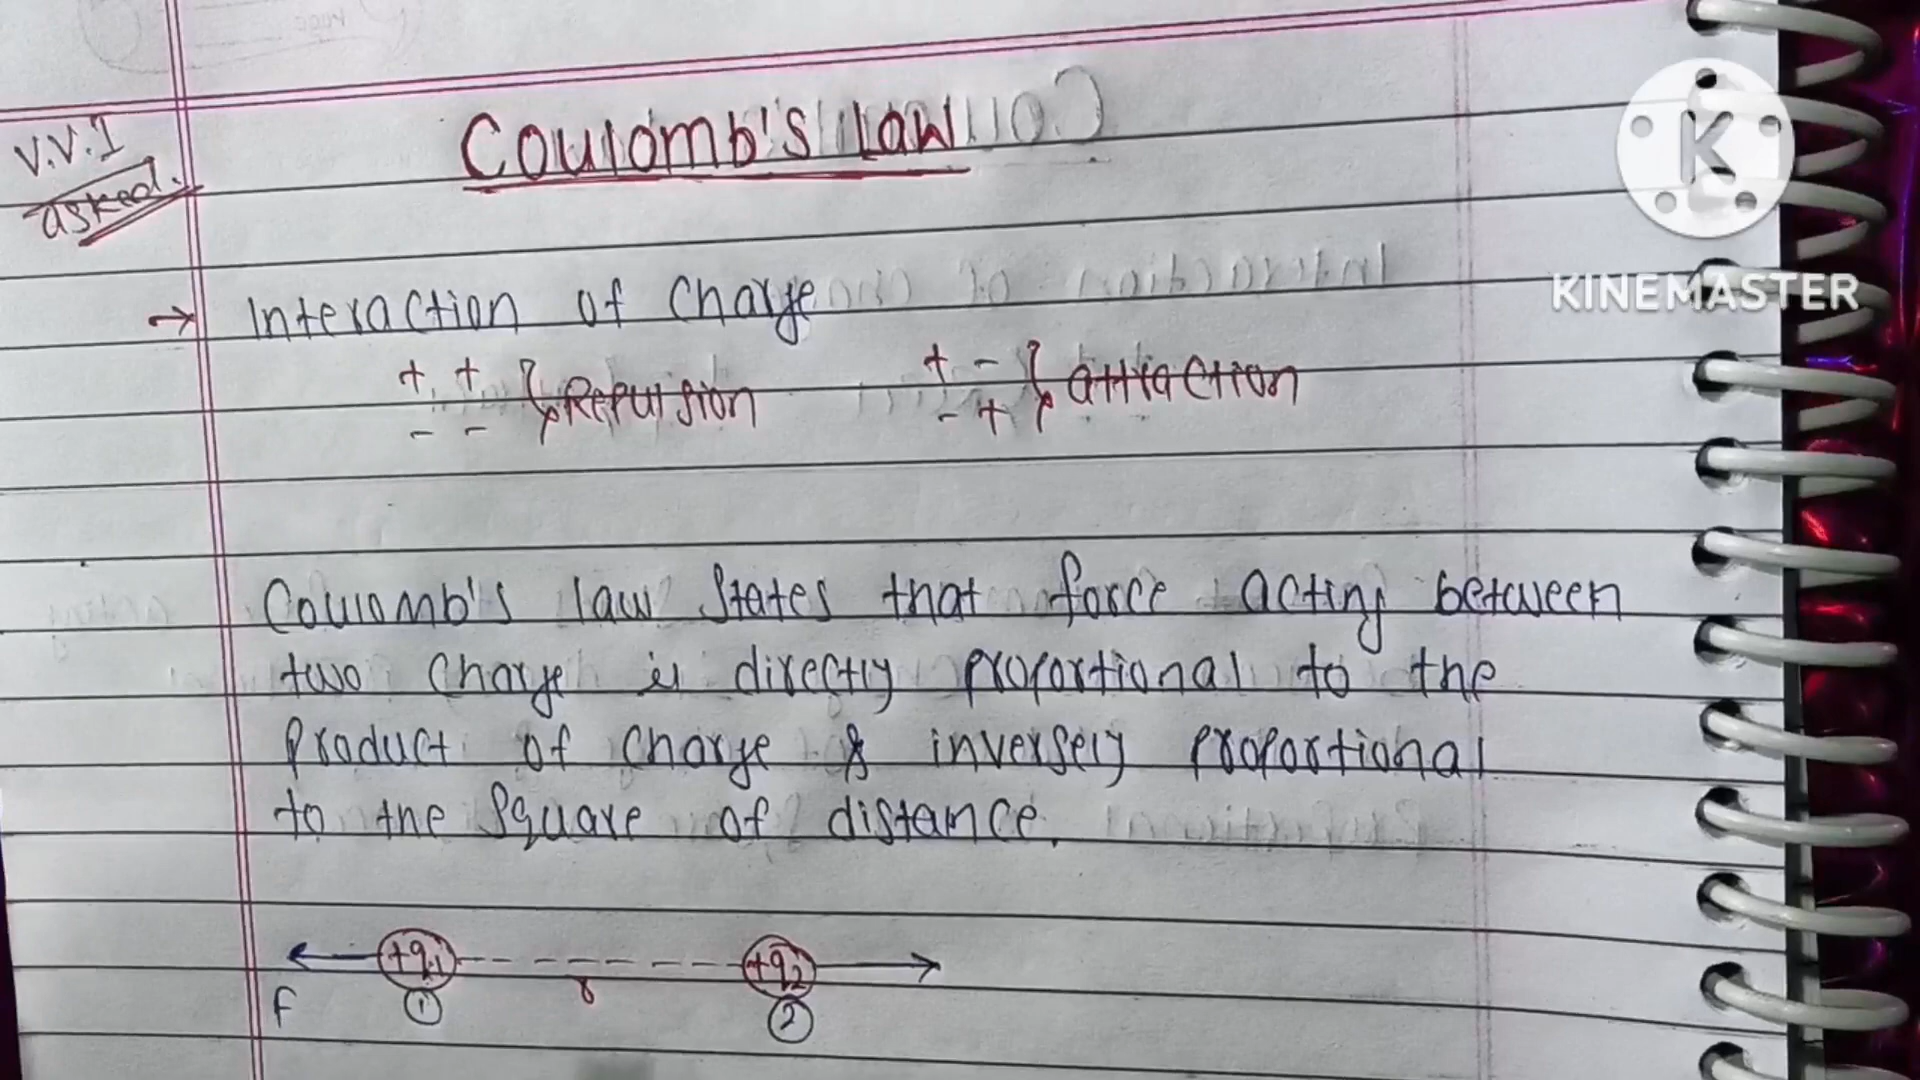 V.V.I
asked.
Coulomb's law
→ Interaction of charge
+ + } Repulsion + - } attraction
- - - +
Coulomb's law states that force acting between
two charge is directly proportional to the
product of charge & inversely proportional
to the square of distance.
+q1 r +q2
F 1 2
K
KINEMASTER